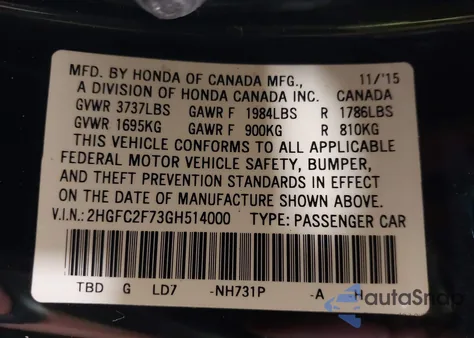 MFD. BY HONDA OF CANADA MFG., 11/'15
A DIVISION OF HONDA CANADA INC. CANADA
GVWR 3737LBS GAWR F 1984LBS R 1786LBS
GVWR 1695KG GAWR F 900KG R 810KG
THIS VEHICLE CONFORMS TO ALL APPLICABLE
FEDERAL MOTOR VEHICLE SAFETY, BUMPER,
AND THEFT PREVENTION STANDARDS IN EFFECT
ON THE DATE OF MANUFACTURE SHOWN ABOVE.
V.I.N.:2HGFC2F73GH514000 TYPE: PASSENGER CAR
TBD G LD7 -NH731P -A -H
AutaSnap